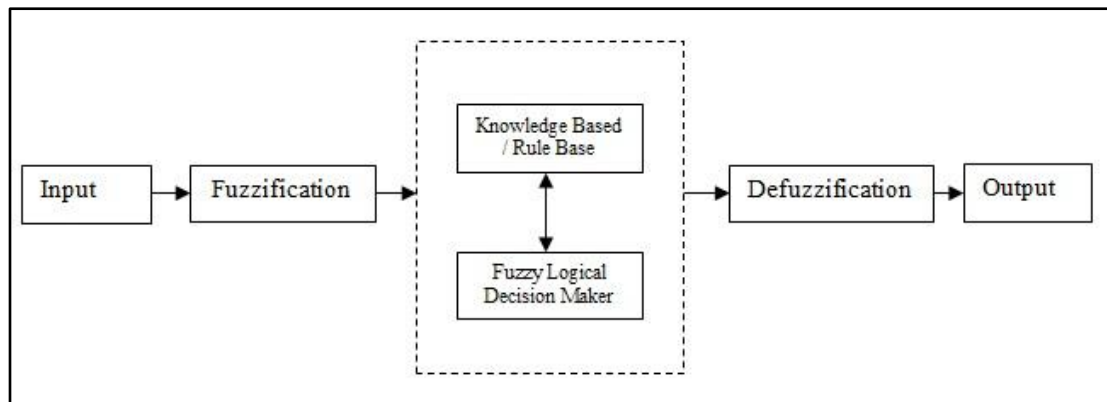 Input
Fuzzification
Knowledge Based
/ Rule Base
Fuzzy Logical
Decision Maker
Defuzzification
Output